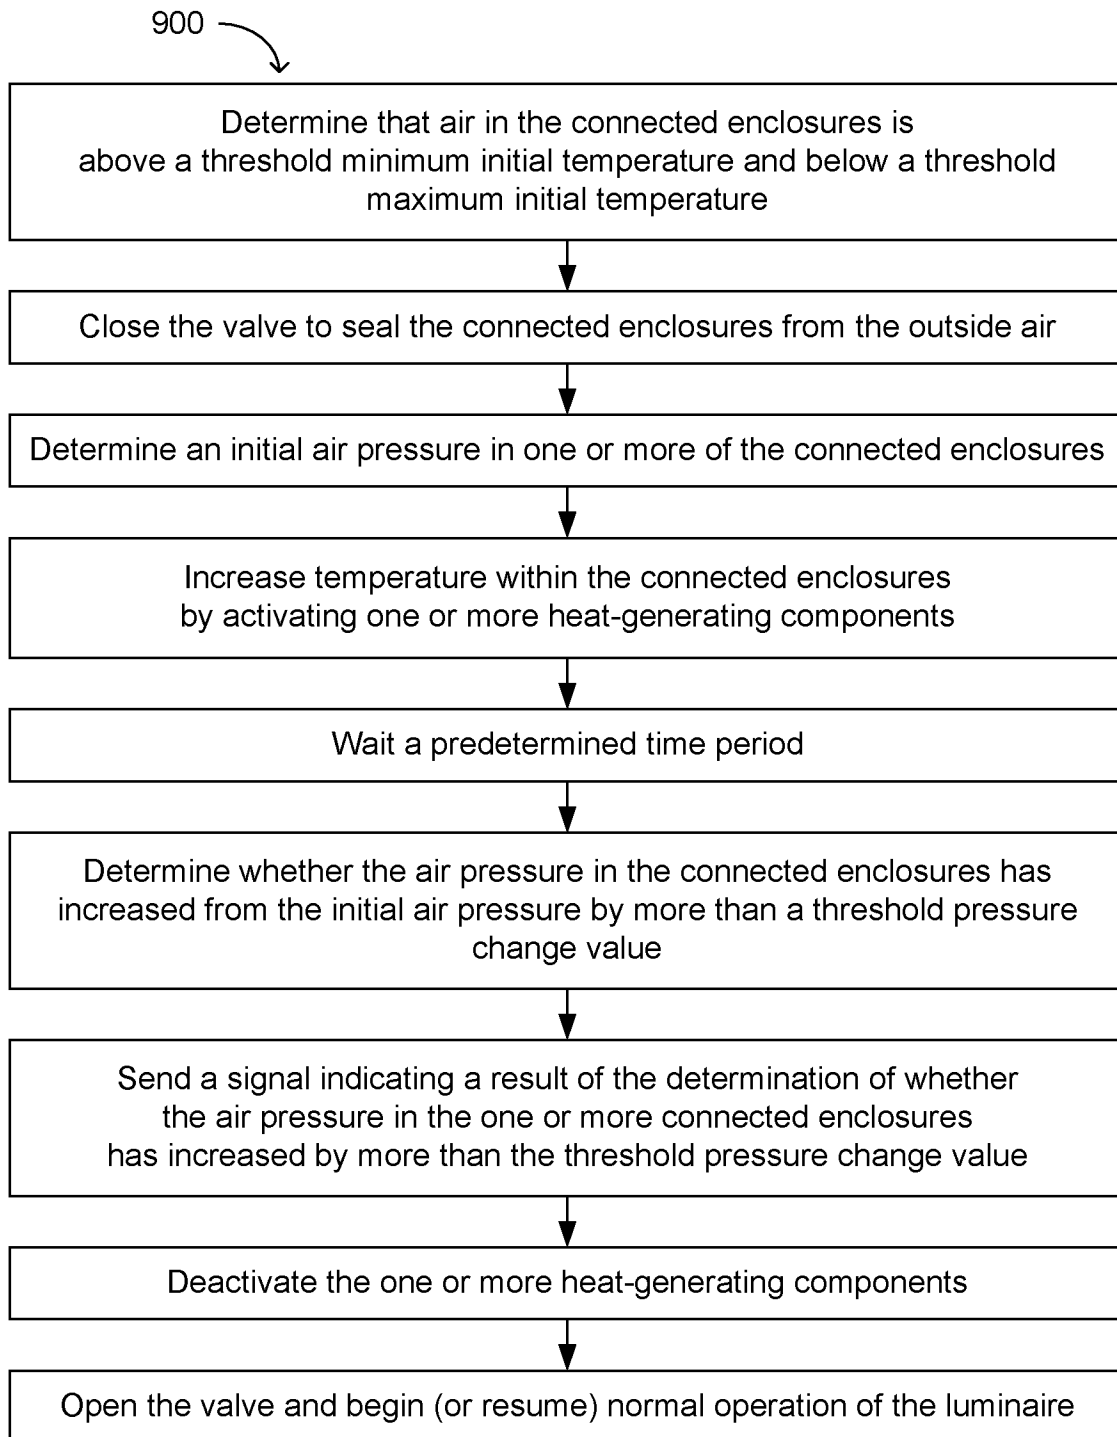 900
Determine that air in the connected enclosures is
above a threshold minimum initial temperature and below a threshold
maximum initial temperature
Close the valve to seal the connected enclosures from the outside air
Determine an initial air pressure in one or more of the connected enclosures
Increase temperature within the connected enclosures
by activating one or more heat-generating components
Wait a predetermined time period
Determine whether the air pressure in the connected enclosures has
increased from the initial air pressure by more than a threshold pressure
change value
Send a signal indicating a result of the determination of whether
the air pressure in the one or more connected enclosures
has increased by more than the threshold pressure change value
Deactivate the one or more heat-generating components
Open the valve and begin (or resume) normal operation of the luminaire